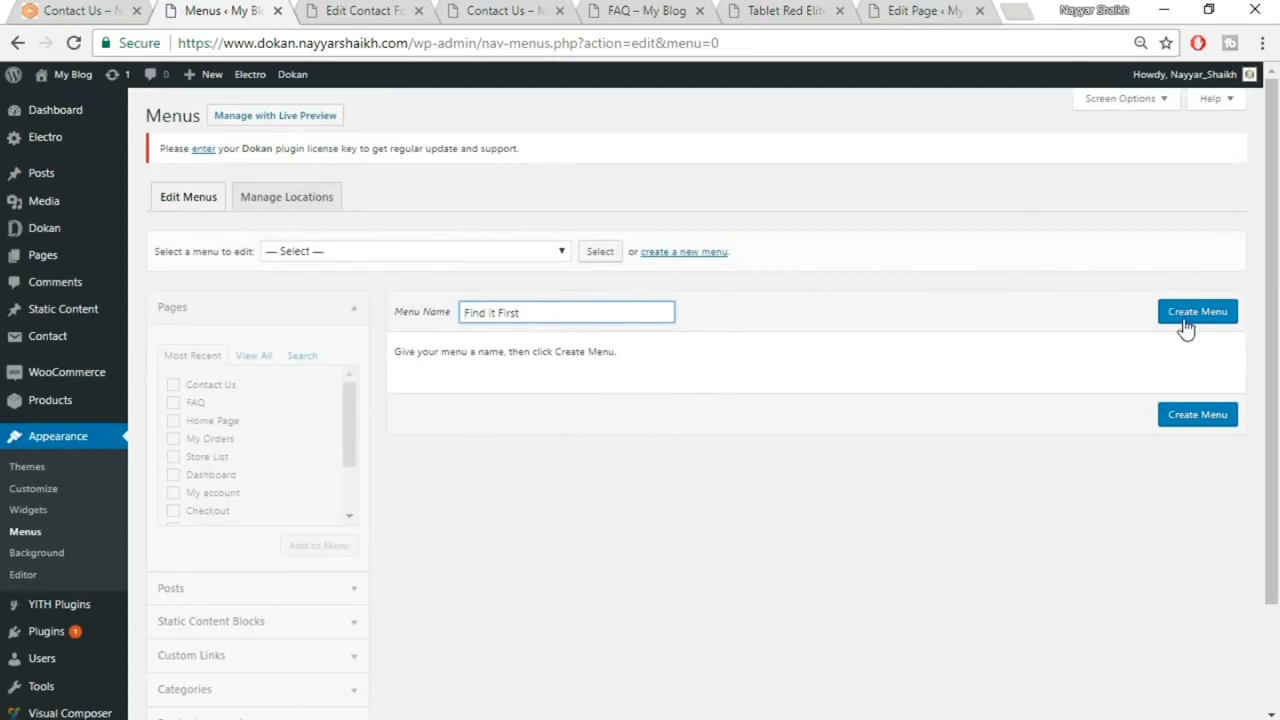 Contact Us – N
Menus ‹ My Bl
Edit Contact Fo
Contact Us – M
FAQ – My Blog
Tablet Red Elite
Edit Page ‹ My
Nayyar Shaikh
Secure
https://www.dokan.nayyarshaikh.com/wp-admin/nav-menus.php?action=edit&menu=0
My Blog
1
0
New
Electro
Dokan
Howdy, Nayyar_Shaikh
Dashboard
Electro
Posts
Media
Dokan
Pages
Comments
Static Content
Contact
WooCommerce
Products
Appearance
Themes
Customize
Widgets
Menus
Background
Editor
YITH Plugins
Plugins 1
Users
Tools
Visual Composer
Screen Options ▼
Help ▼
Menus
Manage with Live Preview
Please enter your Dokan plugin license key to get regular update and support.
Edit Menus
Manage Locations
Select a menu to edit:
— Select —
Select
or create a new menu.
Pages
Most Recent
View All
Search
Contact Us
FAQ
Home Page
My Orders
Store List
Dashboard
My account
Checkout
Add to Menu
Posts
Static Content Blocks
Custom Links
Categories
Menu Name
Find it First
Create Menu
Give your menu a name, then click Create Menu.
Create Menu